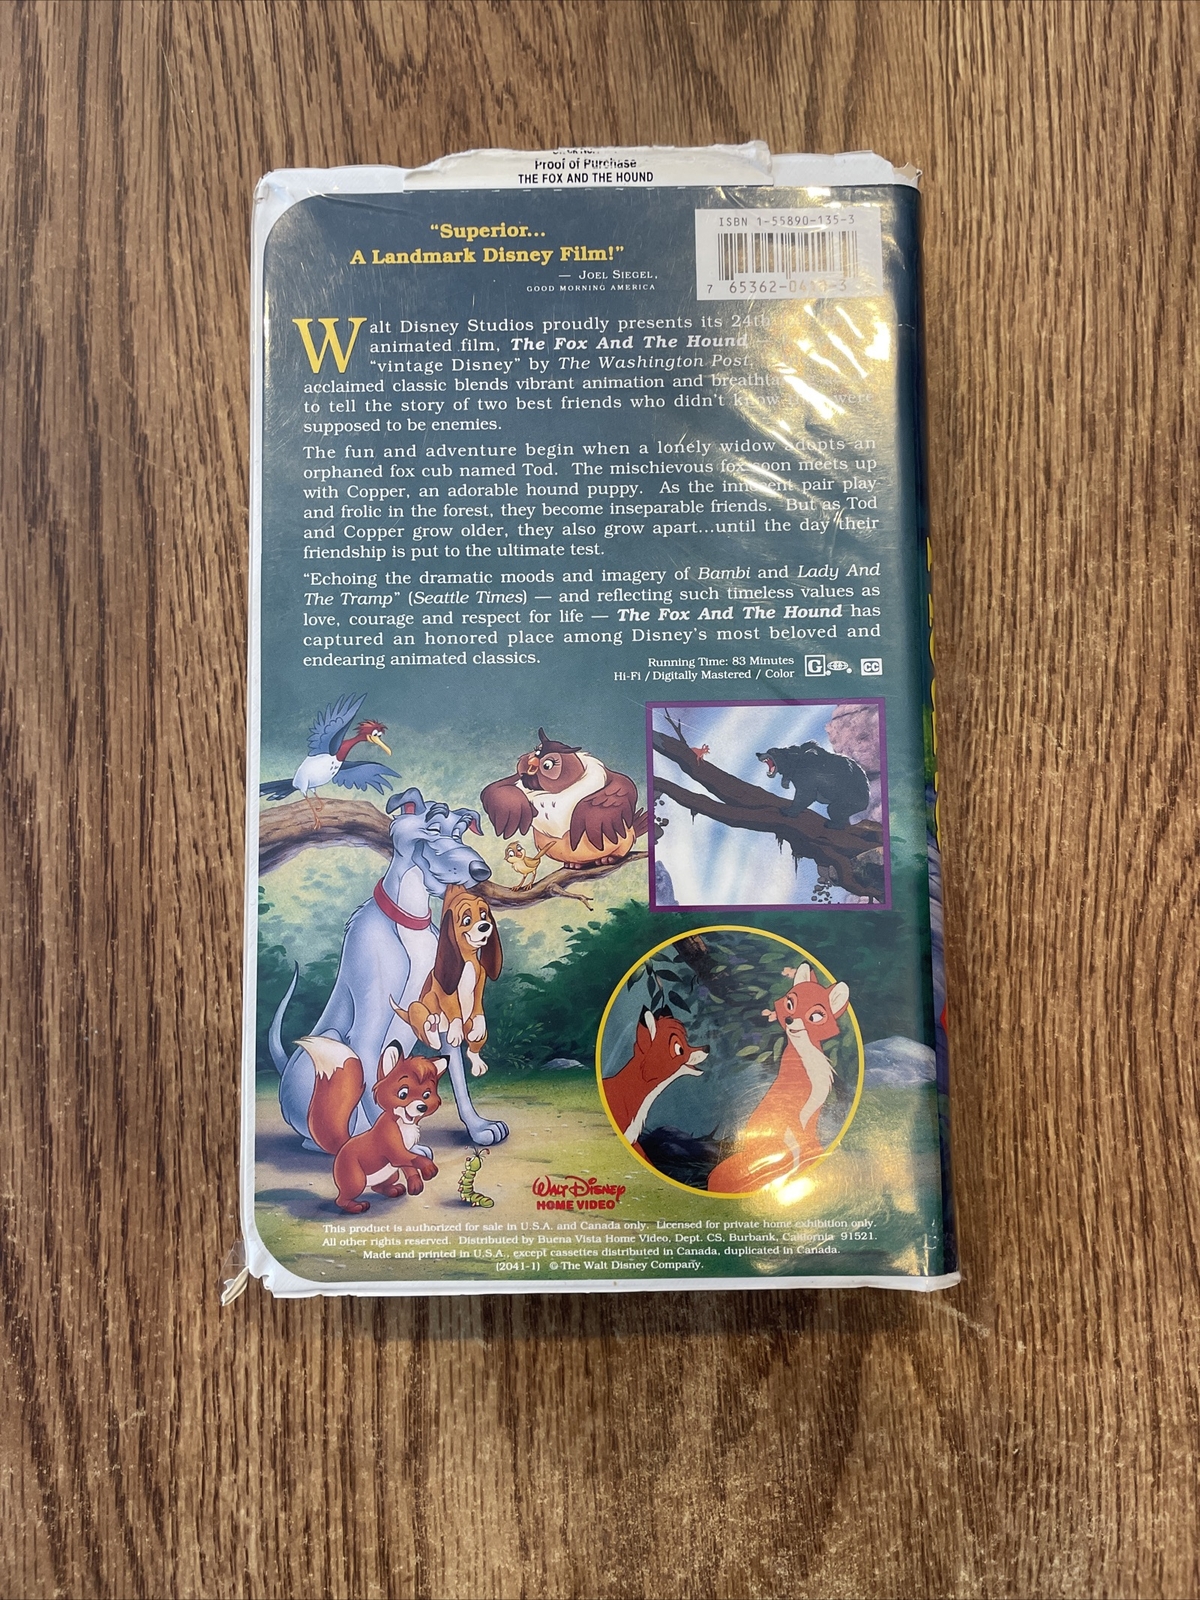 Proof of Purchase
THE FOX AND THE HOUND
"Superior...
A Landmark Disney Film!"
— JOEL SIEGEL,
GOOD MORNING AMERICA
ISBN 1-55890-135-3
7 65362-04 -3
Walt Disney Studios proudly presents its 24th
animated film, The Fox And The Hound
"vintage Disney" by The Washington Post,
acclaimed classic blends vibrant animation and
to tell the story of two best friends who didn't know were
supposed to be enemies.
The fun and adventure begin when a lonely widow adopts an
orphaned fox cub named Tod. The mischievous fox soon meets up
with Copper, an adorable hound puppy. As the innocent pair play
and frolic in the forest, they become inseparable friends. But as Tod
and Copper grow older, they also grow apart...until the day their
friendship is put to the ultimate test.
"Echoing the dramatic moods and imagery of Bambi and Lady And
The Tramp" (Seattle Times) — and reflecting such timeless values as
love, courage and respect for life — The Fox And The Hound has
captured an honored place among Disney's most beloved and
endearing animated classics.
Running Time: 83 Minutes
Hi-Fi / Digitally Mastered / Color
G CC
WALT DISNEY
HOME VIDEO
This product is authorized for sale in U.S.A. and Canada only. Licensed for private home exhibition only.
All other rights reserved. Distributed by Buena Vista Home Video, Dept. CS, Burbank, California 91521.
Made and printed in U.S.A., except cassettes distributed in Canada, duplicated in Canada.
(2041-1) © The Walt Disney Company.